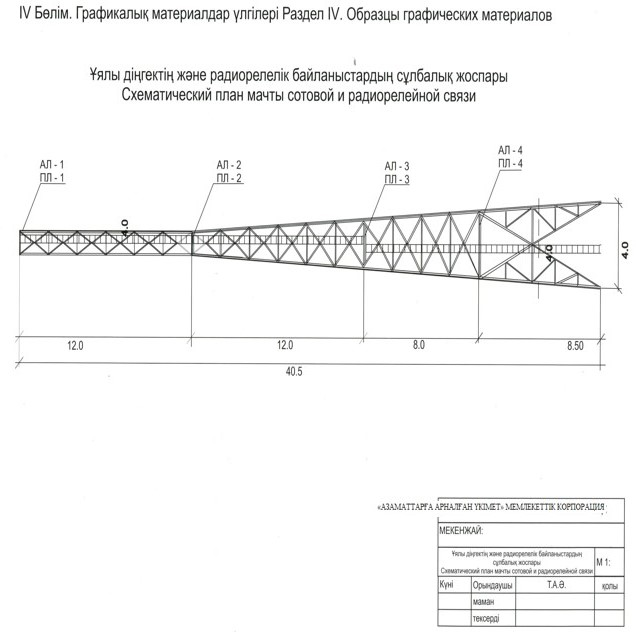 IV Бөлім. Графикалық материалдар үлгілері Раздел IV. Образцы графических материалов
Ұялы діңгектің және радиорелелік байланыстардың сұлбалық жоспары
Схематический план мачты сотовой и радиорелейной связи
АЛ - 1
ПЛ - 1
АЛ - 2
ПЛ - 2
АЛ - 3
ПЛ - 3
АЛ - 4
ПЛ - 4
4.0
4.0
4.0
12.0
12.0
8.0
8.50
40.5
«АЗАМАТТАРҒА АРНАЛҒАН ҮКІМЕТ» МЕМЛЕКЕТТІК КОРПОРАЦИЯ
МЕКЕНЖАЙ:
Ұялы діңгектің және радиорелелік байланыстардың
сұлбалық жоспары
Схематический план мачты сотовой и радиорелейной связи
М 1:
Күні Орындаушы Т.А.Ә. қолы
маман
тексерді